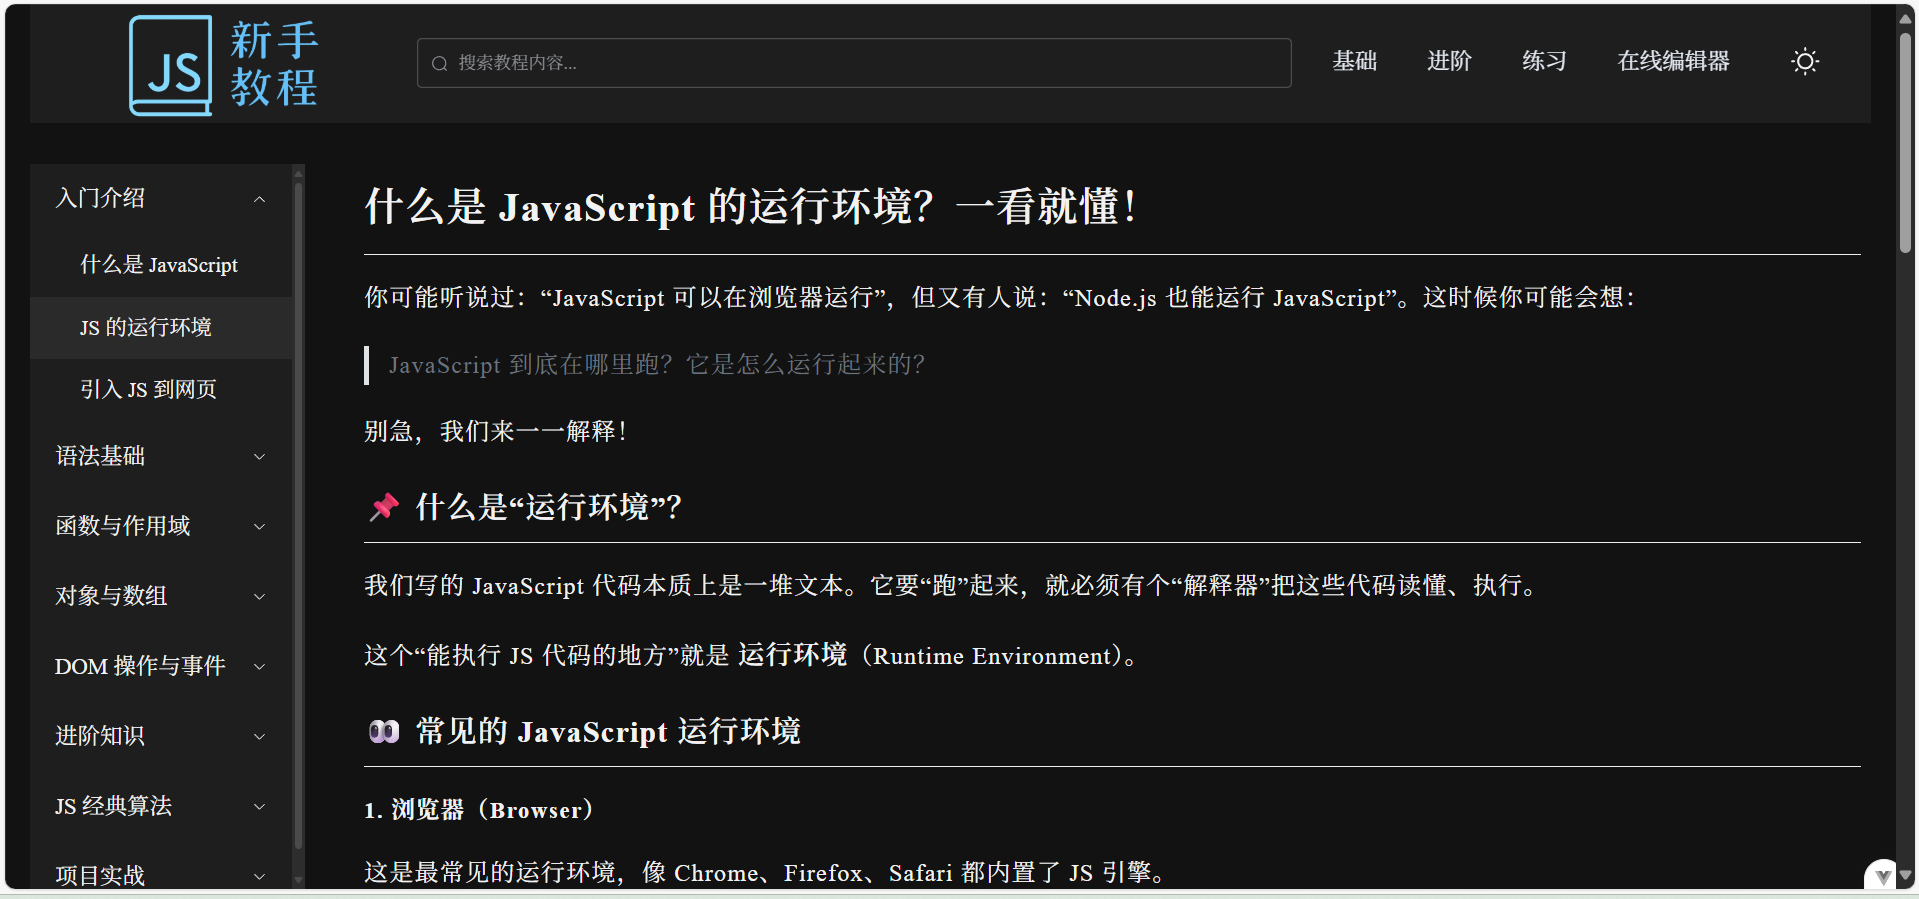 JS 新手
教程
搜索教程内容...
基础 进阶 练习 在线编辑器
入门介绍
什么是 JavaScript
JS 的运行环境
引入 JS 到网页
语法基础
函数与作用域
对象与数组
DOM 操作与事件
进阶知识
JS 经典算法
项目实战
什么是 JavaScript 的运行环境？一看就懂！
你可能听说过：“JavaScript 可以在浏览器运行”，但又有人说：“Node.js 也能运行 JavaScript”。这时候你可能会想：
JavaScript 到底在哪里跑？它是怎么运行起来的？
别急，我们来一一解释！
📌 什么是“运行环境”？
我们写的 JavaScript 代码本质上是一堆文本。它要“跑”起来，就必须有个“解释器”把这些代码读懂、执行。
这个“能执行 JS 代码的地方”就是 运行环境（Runtime Environment）。
👀 常见的 JavaScript 运行环境
1. 浏览器（Browser）
这是最常见的运行环境，像 Chrome、Firefox、Safari 都内置了 JS 引擎。